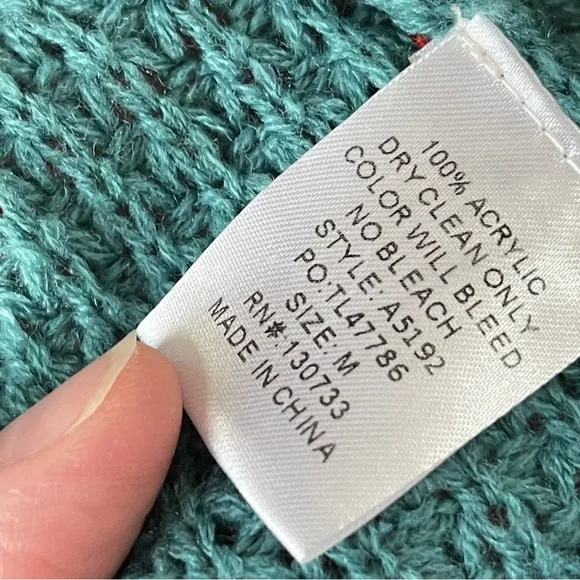 100% ACRYLIC
DRY CLEAN ONLY
COLOR WILL BLEED
NO BLEACH
STYLE: A5192
PO:TL47786
SIZE: M
RN#:130733
MADE IN CHINA